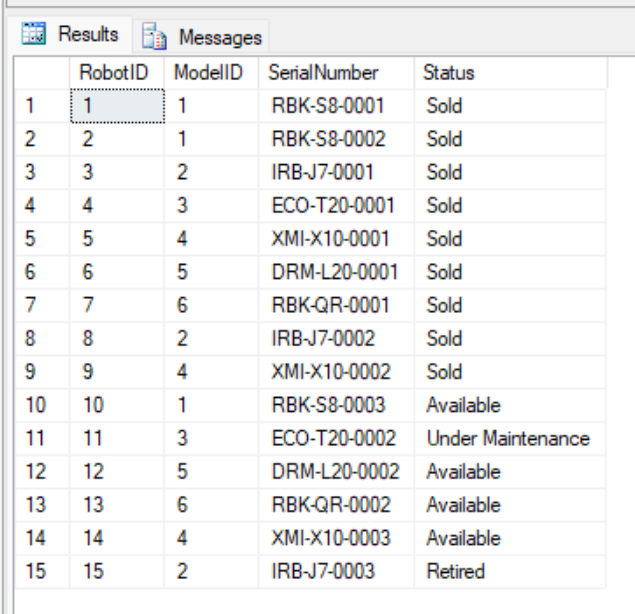 Results Messages
RobotID ModelID SerialNumber Status
1 1 1 RBK-S8-0001 Sold
2 2 1 RBK-S8-0002 Sold
3 3 2 IRB-J7-0001 Sold
4 4 3 ECO-T20-0001 Sold
5 5 4 XMI-X10-0001 Sold
6 6 5 DRM-L20-0001 Sold
7 7 6 RBK-QR-0001 Sold
8 8 2 IRB-J7-0002 Sold
9 9 4 XMI-X10-0002 Sold
10 10 1 RBK-S8-0003 Available
11 11 3 ECO-T20-0002 Under Maintenance
12 12 5 DRM-L20-0002 Available
13 13 6 RBK-QR-0002 Available
14 14 4 XMI-X10-0003 Available
15 15 2 IRB-J7-0003 Retired